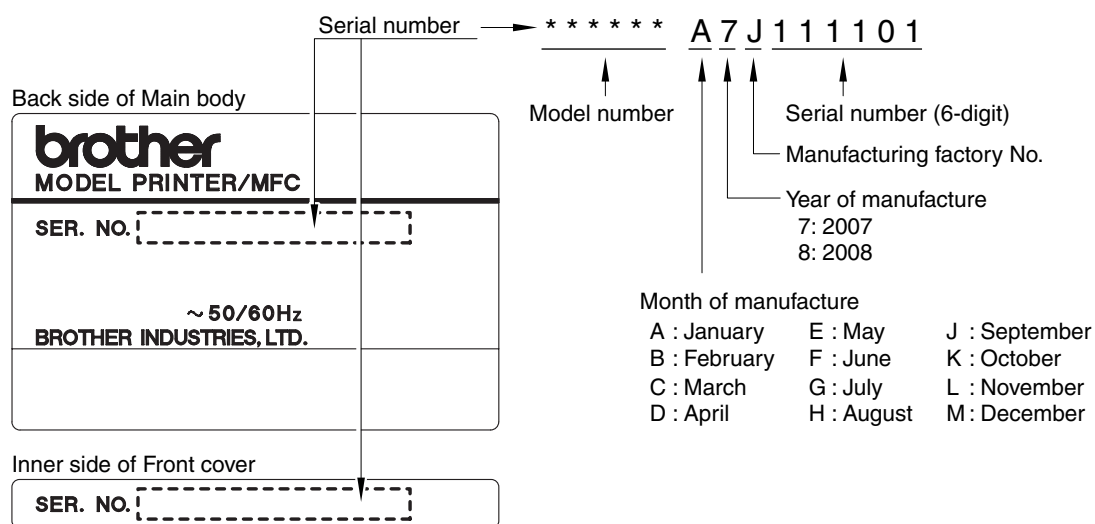 Serial number
* * * * * * A 7 J 1 1 1 1 0 1
Model number
Serial number (6-digit)
Manufacturing factory No.
Year of manufacture
7: 2007
8: 2008
Month of manufacture
A : January E : May J : September
B : February F : June K : October
C : March G : July L : November
D : April H : August M : December
Back side of Main body
brother
MODEL PRINTER/MFC
SER. NO.
~ 50/60Hz
BROTHER INDUSTRIES, LTD.
Inner side of Front cover
SER. NO.